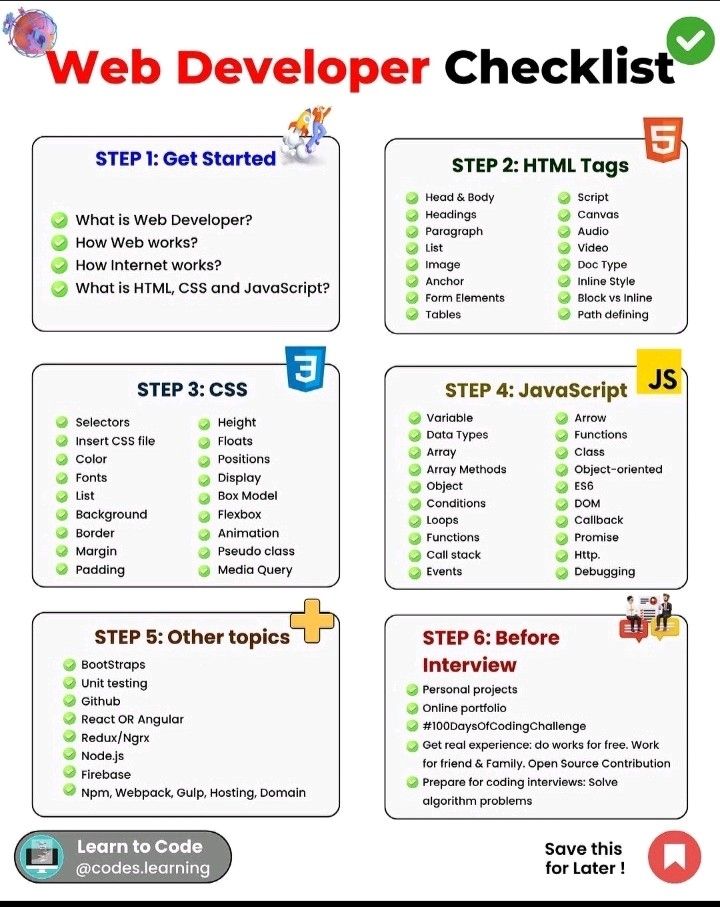 Web Developer Checklist
STEP 1: Get Started
What is Web Developer?
How Web works?
How Internet works?
What is HTML, CSS and JavaScript?
5
STEP 2: HTML Tags
Head & Body
Headings
Paragraph
List
Image
Anchor
Form Elements
Tables
Script
Canvas
Audio
Video
Doc Type
Inline Style
Block vs Inline
Path defining
3
STEP 3: CSS
Selectors
Insert CSS file
Color
Fonts
List
Background
Border
Margin
Padding
Height
Floats
Positions
Display
Box Model
Flexbox
Animation
Pseudo class
Media Query
JS
STEP 4: JavaScript
Variable
Data Types
Array
Array Methods
Object
Conditions
Loops
Functions
Call stack
Events
Arrow
Functions
Class
Object-oriented
ES6
DOM
Callback
Promise
Http.
Debugging
STEP 5: Other topics
BootStraps
Unit testing
Github
React OR Angular
Redux/Ngrx
Node.js
Firebase
Npm, Webpack, Gulp, Hosting, Domain
STEP 6: Before
Interview
Personal projects
Online portfolio
#100DaysOfCodingChallenge
Get real experience: do works for free. Work
for friend & Family. Open Source Contribution
Prepare for coding interviews: Solve
algorithm problems
Learn to Code
@codes.learning
Save this
for Later !